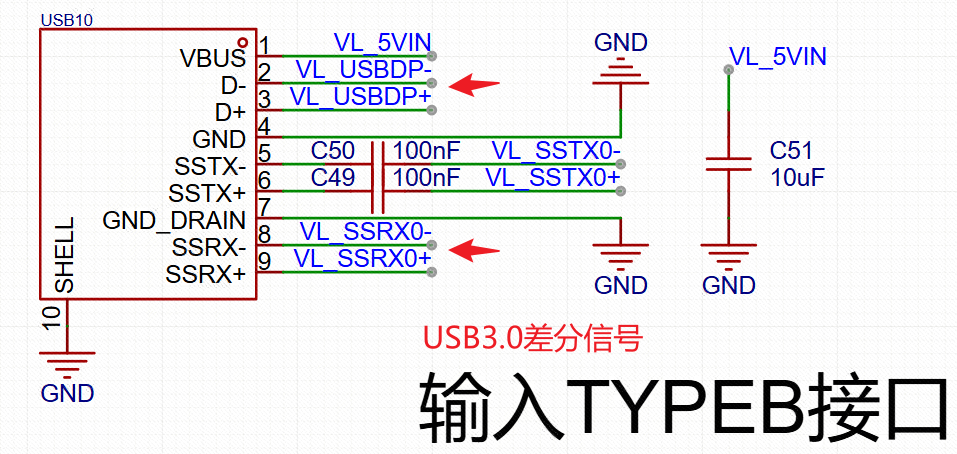 USB10
VBUS 1 VL_5VIN
D- 2 VL_USBDP-
D+ 3 VL_USBDP+
GND 4
SSTX- 5 C50 100nF VL_SSTX0-
SSTX+ 6 C49 100nF VL_SSTX0+
GND_DRAIN 7
SSRX- 8 VL_SSRX0-
SSRX+ 9 VL_SSRX0+
SHELL
10
GND
GND
GND
VL_5VIN
C51
10uF
GND
USB3.0差分信号
输入TYPEB接口